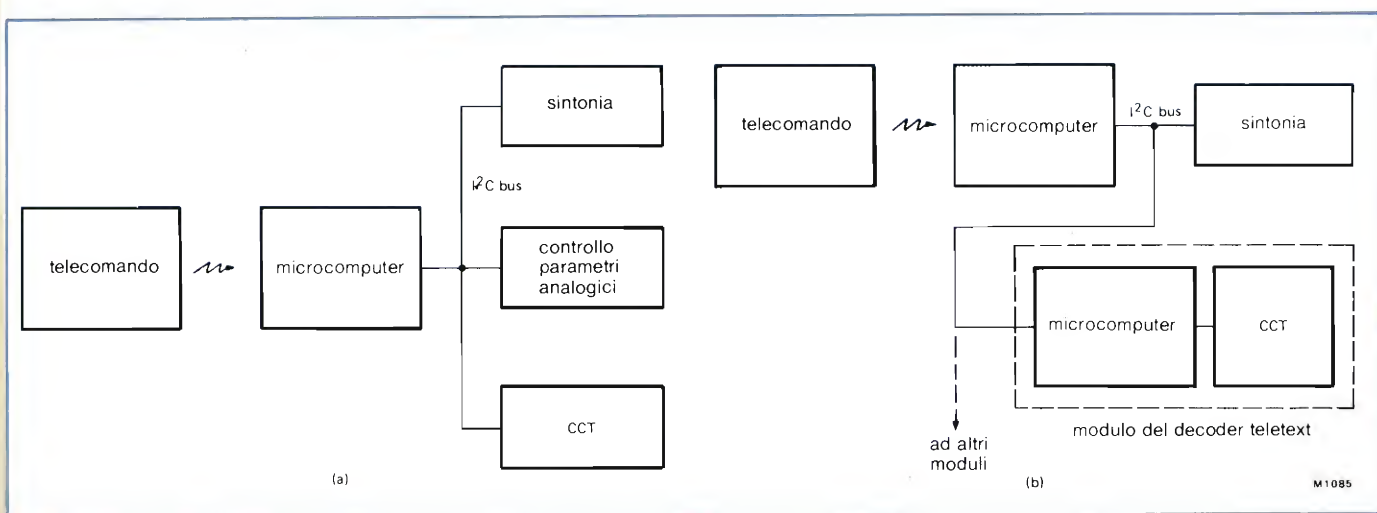 sintonia
I²C bus
telecomando
microcomputer
controllo
parametri
analogici
CCT
(a)
telecomando
microcomputer
I²C bus
sintonia
microcomputer
CCT
modulo del decoder teletext
ad altri
moduli
(b)
M1085